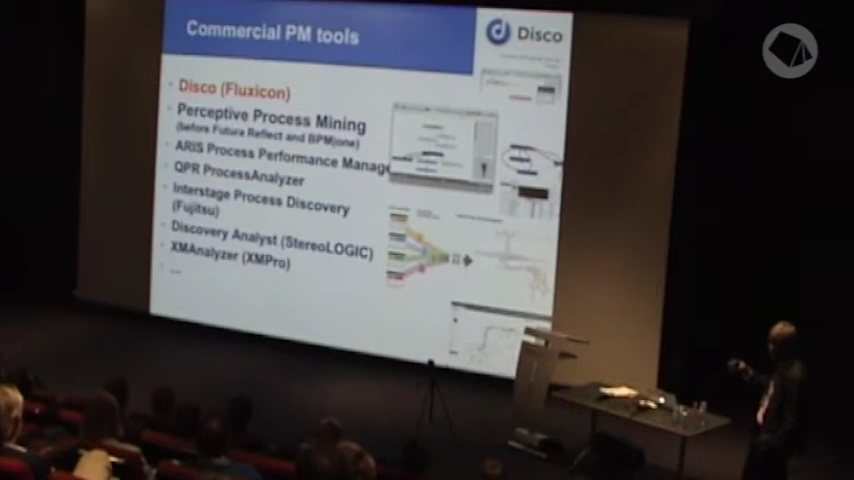 Commercial PM tools
Disco
Disco (Fluxicon)
Perceptive Process Mining
(before Futura Reflect and BPMone)
ARIS Process Performance Manage
QPR ProcessAnalyzer
Interstage Process Discovery
(Fujitsu)
Discovery Analyst (StereoLOGIC)
XMAnalyzer (XMPro)
...